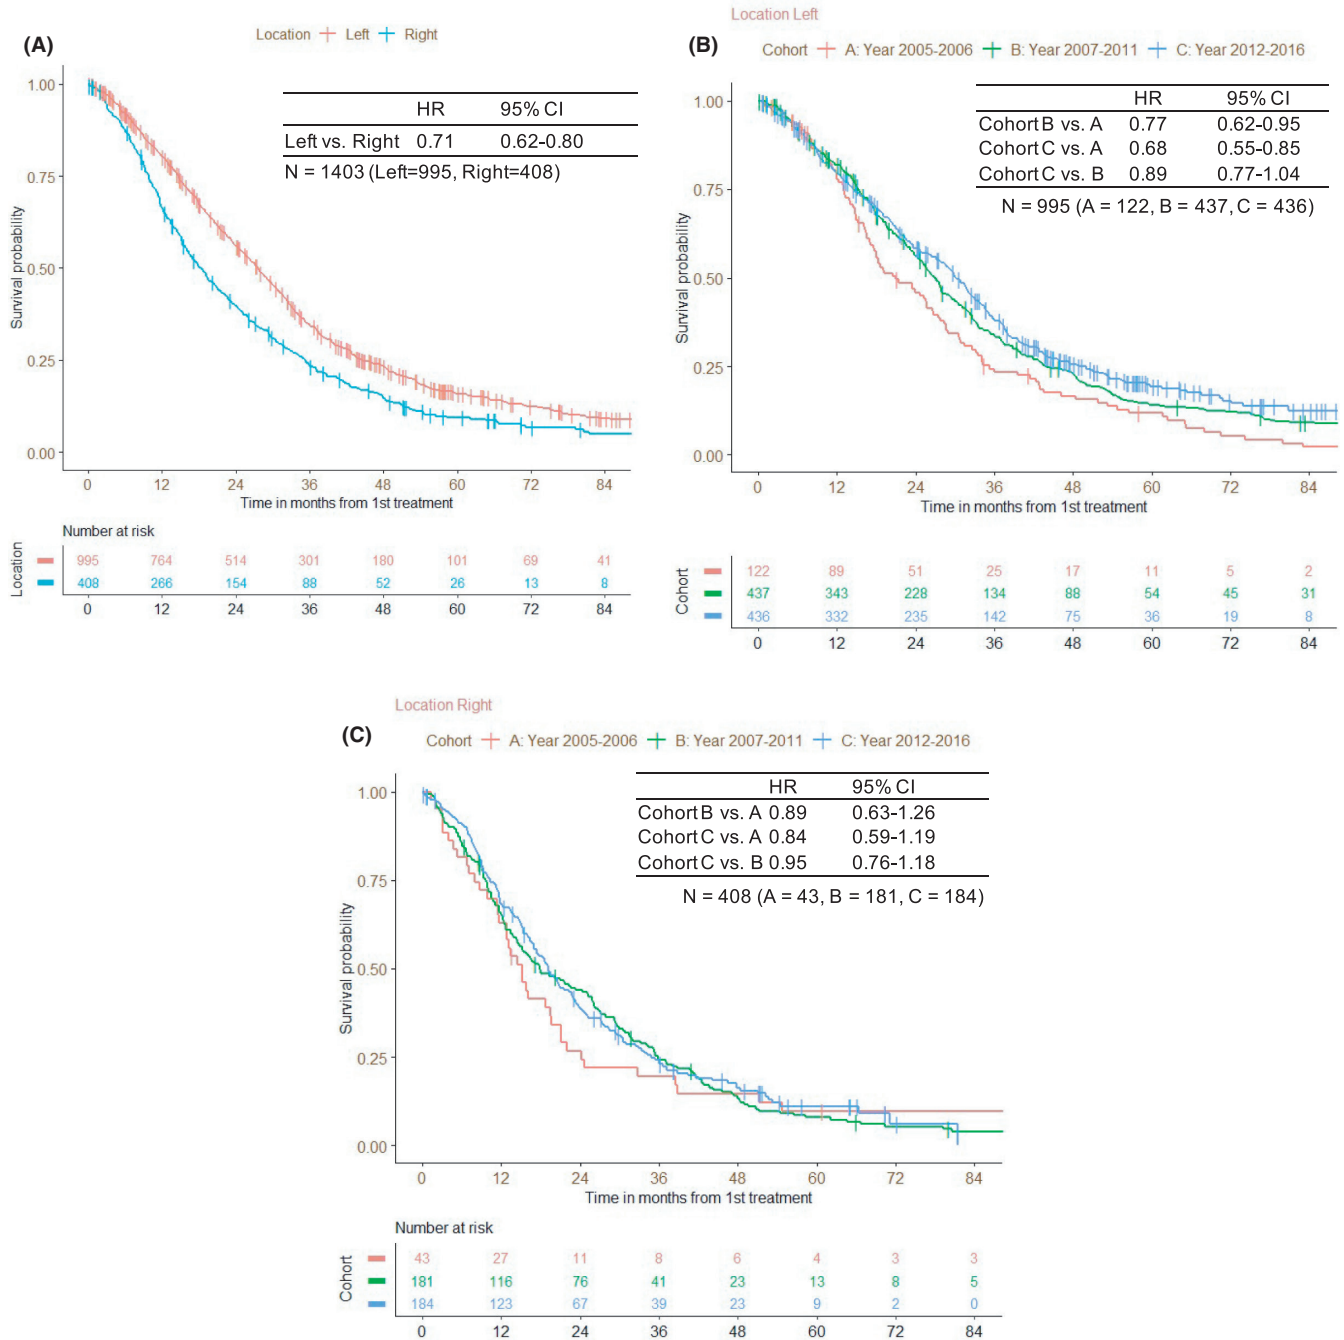 (A)
Location Left Right
HR 95% CI
Left vs. Right 0.71 0.62-0.80
N = 1403 (Left=995, Right=408)
Survival probability
1.00
0.75
0.50
0.25
0.00
0 12 24 36 48 60 72 84
Time in months from 1st treatment
Number at risk
Location
995 764 514 301 180 101 69 41
408 266 154 88 52 26 13 8
0 12 24 36 48 60 72 84
Location Left
(B)
Cohort A: Year 2005-2006 B: Year 2007-2011 C: Year 2012-2016
HR 95% CI
Cohort B vs. A 0.77 0.62-0.95
Cohort C vs. A 0.68 0.55-0.85
Cohort C vs. B 0.89 0.77-1.04
N = 995 (A = 122, B = 437, C = 436)
Survival probability
1.00
0.75
0.50
0.25
0.00
0 12 24 36 48 60 72 84
Time in months from 1st treatment
Cohort
122 89 51 25 17 11 5 2
437 343 228 134 88 54 45 31
436 332 235 142 75 36 19 8
0 12 24 36 48 60 72 84
Location Right
(C)
Cohort A: Year 2005-2006 B: Year 2007-2011 C: Year 2012-2016
HR 95% CI
Cohort B vs. A 0.89 0.63-1.26
Cohort C vs. A 0.84 0.59-1.19
Cohort C vs. B 0.95 0.76-1.18
N = 408 (A = 43, B = 181, C = 184)
Survival probability
1.00
0.75
0.50
0.25
0.00
0 12 24 36 48 60 72 84
Time in months from 1st treatment
Number at risk
Cohort
43 27 11 8 6 4 3 3
181 116 76 41 23 13 8 5
184 123 67 39 23 9 2 0
0 12 24 36 48 60 72 84